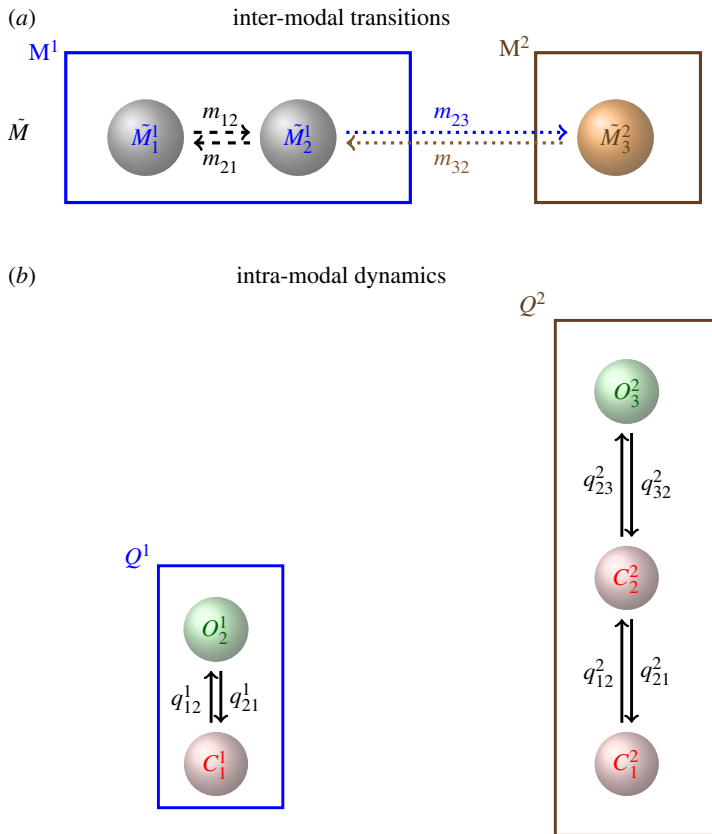 (a) inter-modal transitions
M¹ M²
M̃ M̃₁¹ m₁₂ m₂₁ M̃₂¹ m₂₃ m₃₂ M̃₃²
(b) intra-modal dynamics
Q²
O₃²
q₂₃² q₃₂²
Q¹ C₂²
O₂¹
q₁₂¹ q₂₁¹ q₁₂² q₂₁²
C₁¹ C₁²